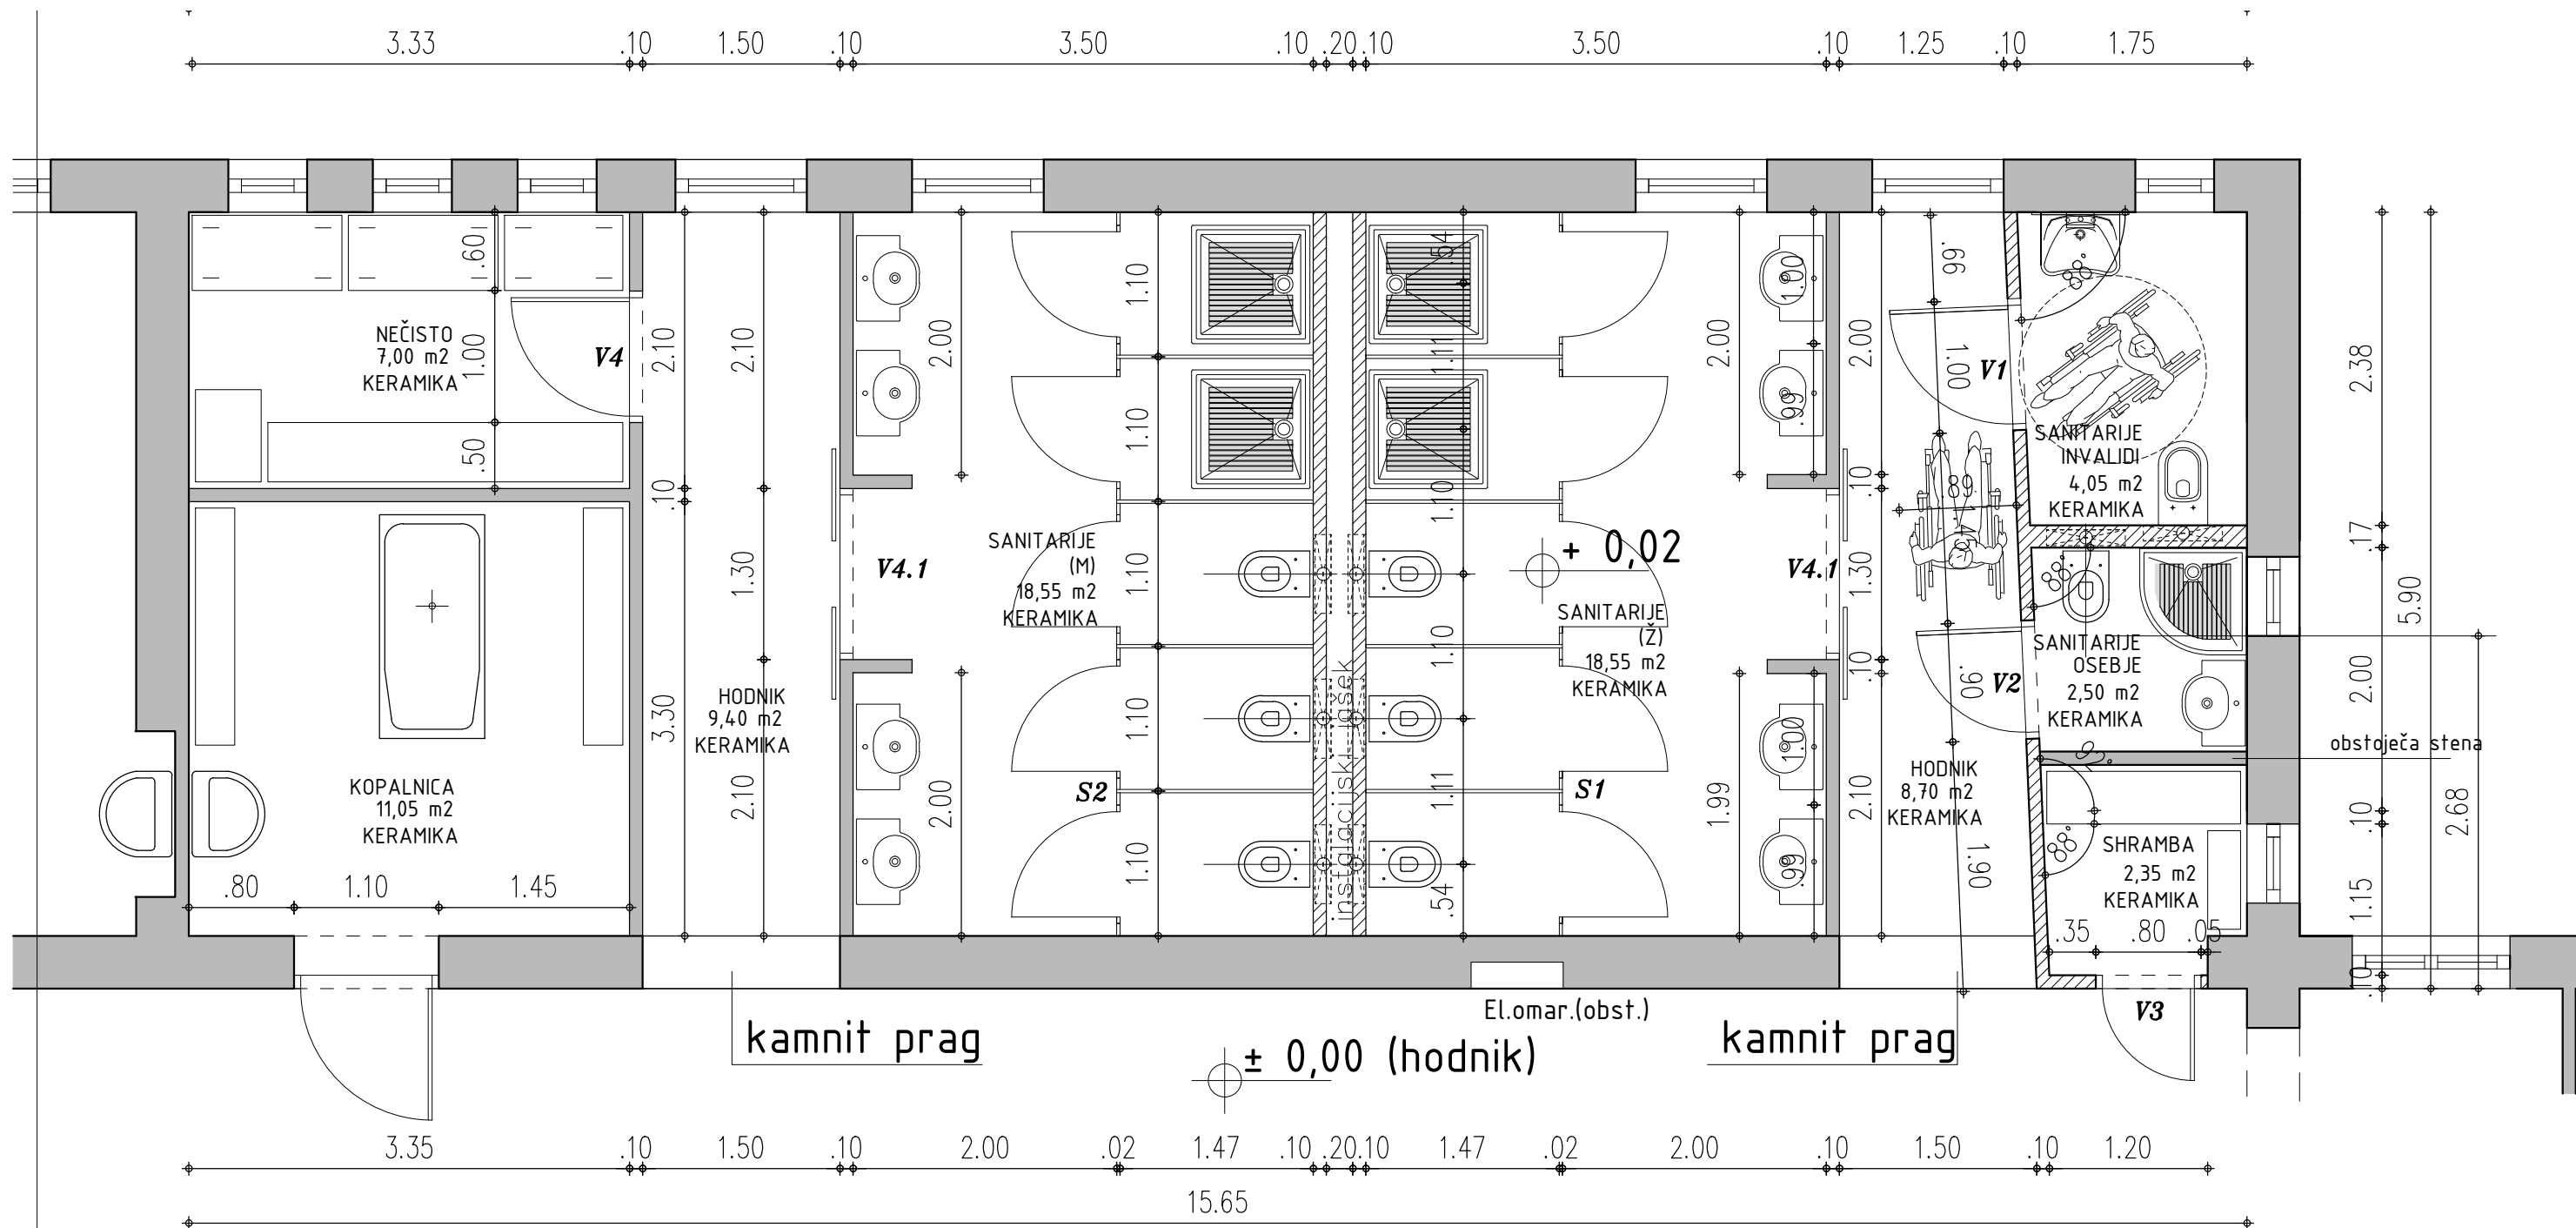 3.33 .10 1.50 .10 3.50 .10 .20 .10 3.50 .10 1.25 .10 1.75
.60
1.00
.50
NEČISTO
7,00 m2
KERAMIKA
V4
2.10
.10
3.30
2.10
1.30
2.10
KOPALNICA
11,05 m2
KERAMIKA
.80 1.10 1.45
HODNIK
9,40 m2
KERAMIKA
V4.1
2.00
2.00
SANITARIJE
(M)
18,55 m2
KERAMIKA
S2
1.10
1.10
1.10
1.10
1.10
instalacijski jašek
.54
1.11
1.10
1.10
1.11
.54
+ 0,02
SANITARIJE
(Ž)
18,55 m2
KERAMIKA
S1
2.00
1.99
1.00
.99
1.00
.99
V4.1
2.00
.10
1.30
.10
2.10
.99
1.00
.89
1.46
.90
1.90
V1
SANITARIJE
INVALIDI
4,05 m2
KERAMIKA
V2
SANITARIJE
OSEBJE
2,50 m2
KERAMIKA
HODNIK
8,70 m2
KERAMIKA
.92
SHRAMBA
2,35 m2
KERAMIKA
.35 .80 .05
V3
2.38
.17
2.00
.10
1.15
.10
5.90
2.68
obstoječa stena
El.omar.(obst.)
kamnit prag
kamnit prag
± 0,00 (hodnik)
3.35 .10 1.50 .10 2.00 .02 1.47 .10 .20 .10 1.47 .02 2.00 .10 1.50 .10 1.20
15.65